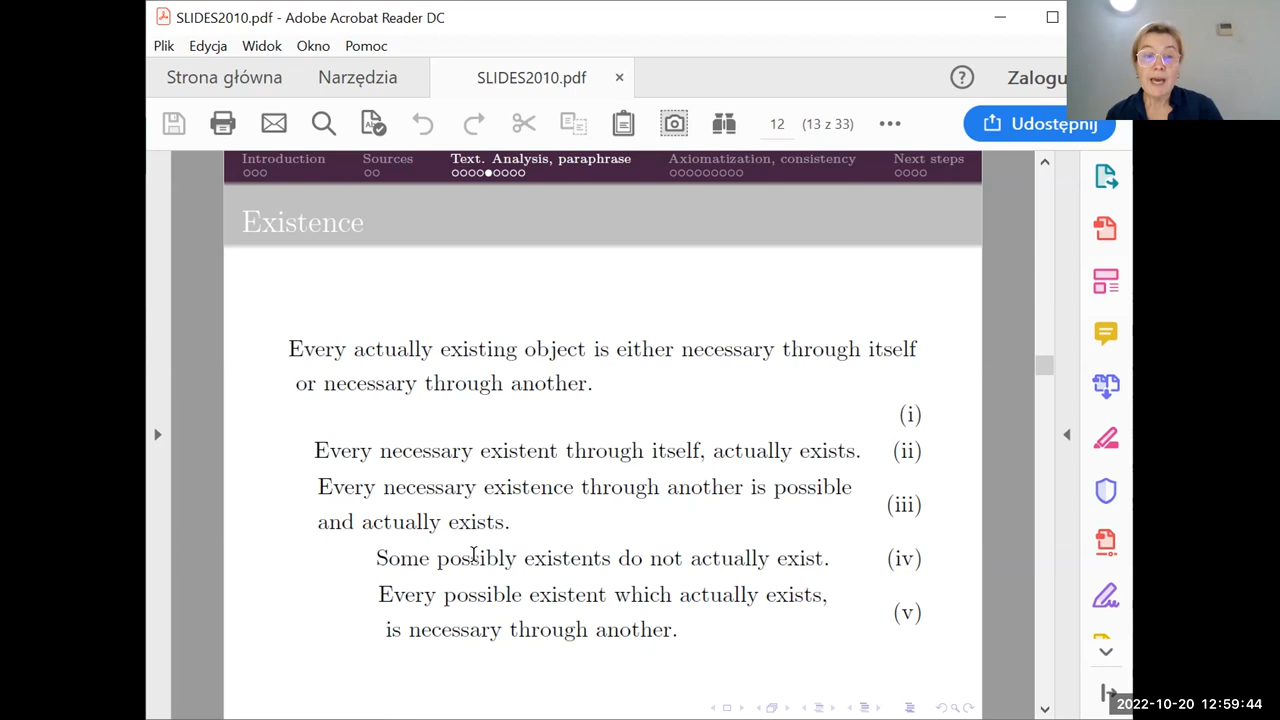 SLIDES2010.pdf - Adobe Acrobat Reader DC
Plik Edycja Widok Okno Pomoc
Strona główna Narzędzia SLIDES2010.pdf × ? Zalogu
12 (13 z 33) Udostępnij
Introduction Sources Text. Analysis, paraphrase Axiomatization, consistency Next steps
Existence
Every actually existing object is either necessary through itself
or necessary through another.
(i)
Every necessary existent through itself, actually exists. (ii)
Every necessary existence through another is possible
and actually exists.
(iii)
Some possibly existents do not actually exist. (iv)
Every possible existent which actually exists,
is necessary through another.
(v)
2022-10-20 12:59:44